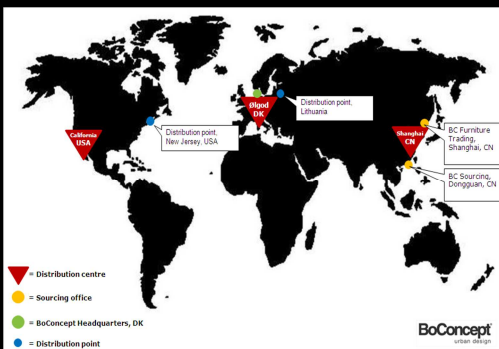 California
USA
Distribution point,
New Jersey, USA
Ølgod
DK
Distribution point,
Lithuania
Shanghai
CN
BC Furniture
Trading,
Shanghai, CN
BC Sourcing,
Dongguan, CN
= Distribution centre
= Sourcing office
= BoConcept Headquarters, DK
= Distribution point
BoConcept®
urban design